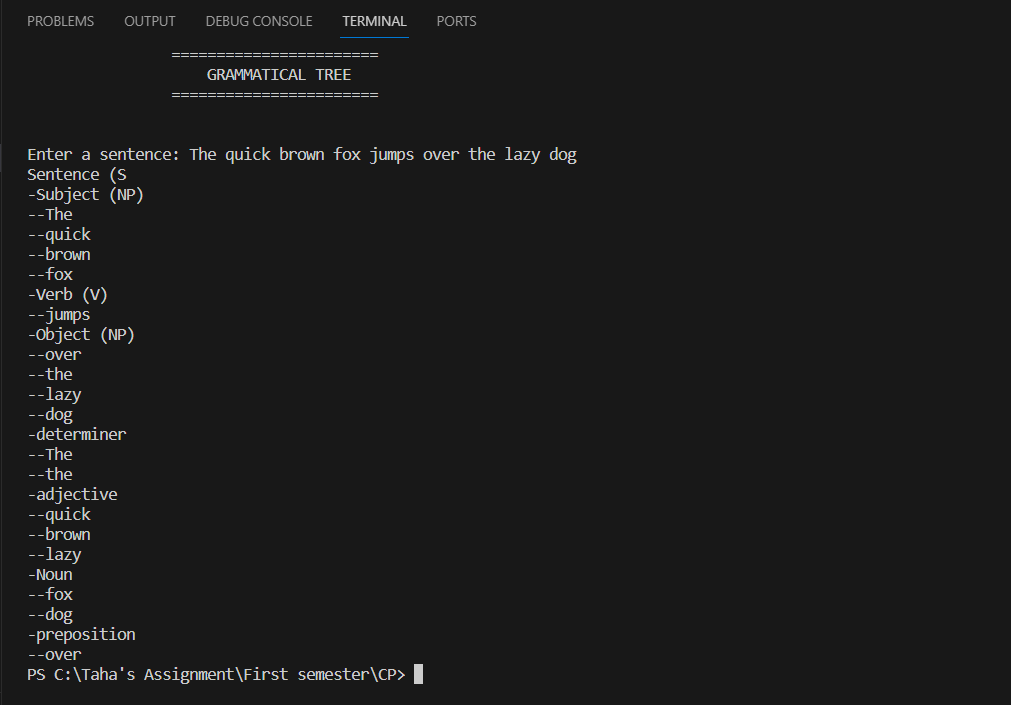 PROBLEMS OUTPUT DEBUG CONSOLE TERMINAL PORTS
=======================
GRAMMATICAL TREE
=======================
Enter a sentence: The quick brown fox jumps over the lazy dog
Sentence (S
-Subject (NP)
--The
--quick
--brown
--fox
-Verb (V)
--jumps
-Object (NP)
--over
--the
--lazy
--dog
-determiner
--The
--the
-adjective
--quick
--brown
--lazy
-Noun
--fox
--dog
-preposition
--over
PS C:\Taha's Assignment\First semester\CP>